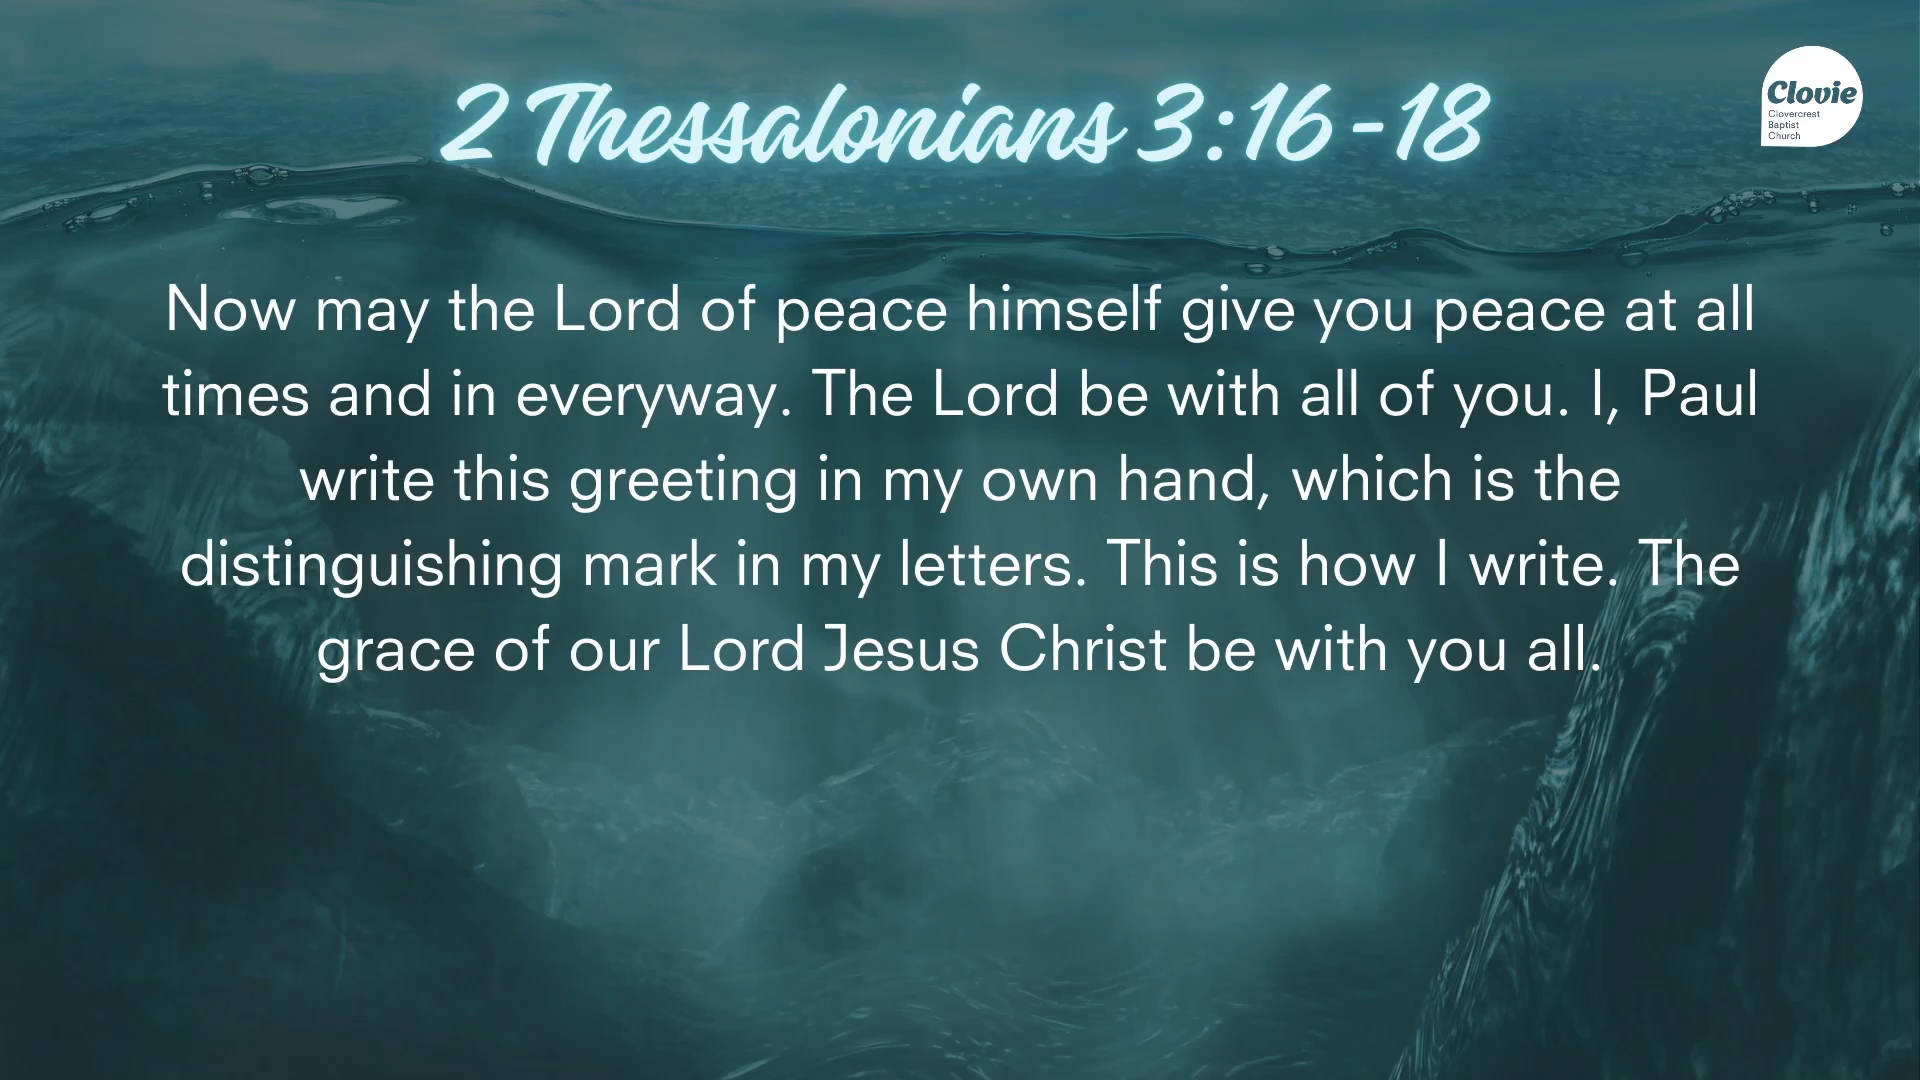 2 Thessalonians 3:16-18
Clovie
Clovercrest
Baptist
Church
Now may the Lord of peace himself give you peace at all
times and in everyway. The Lord be with all of you. I, Paul
write this greeting in my own hand, which is the
distinguishing mark in my letters. This is how I write. The
grace of our Lord Jesus Christ be with you all.